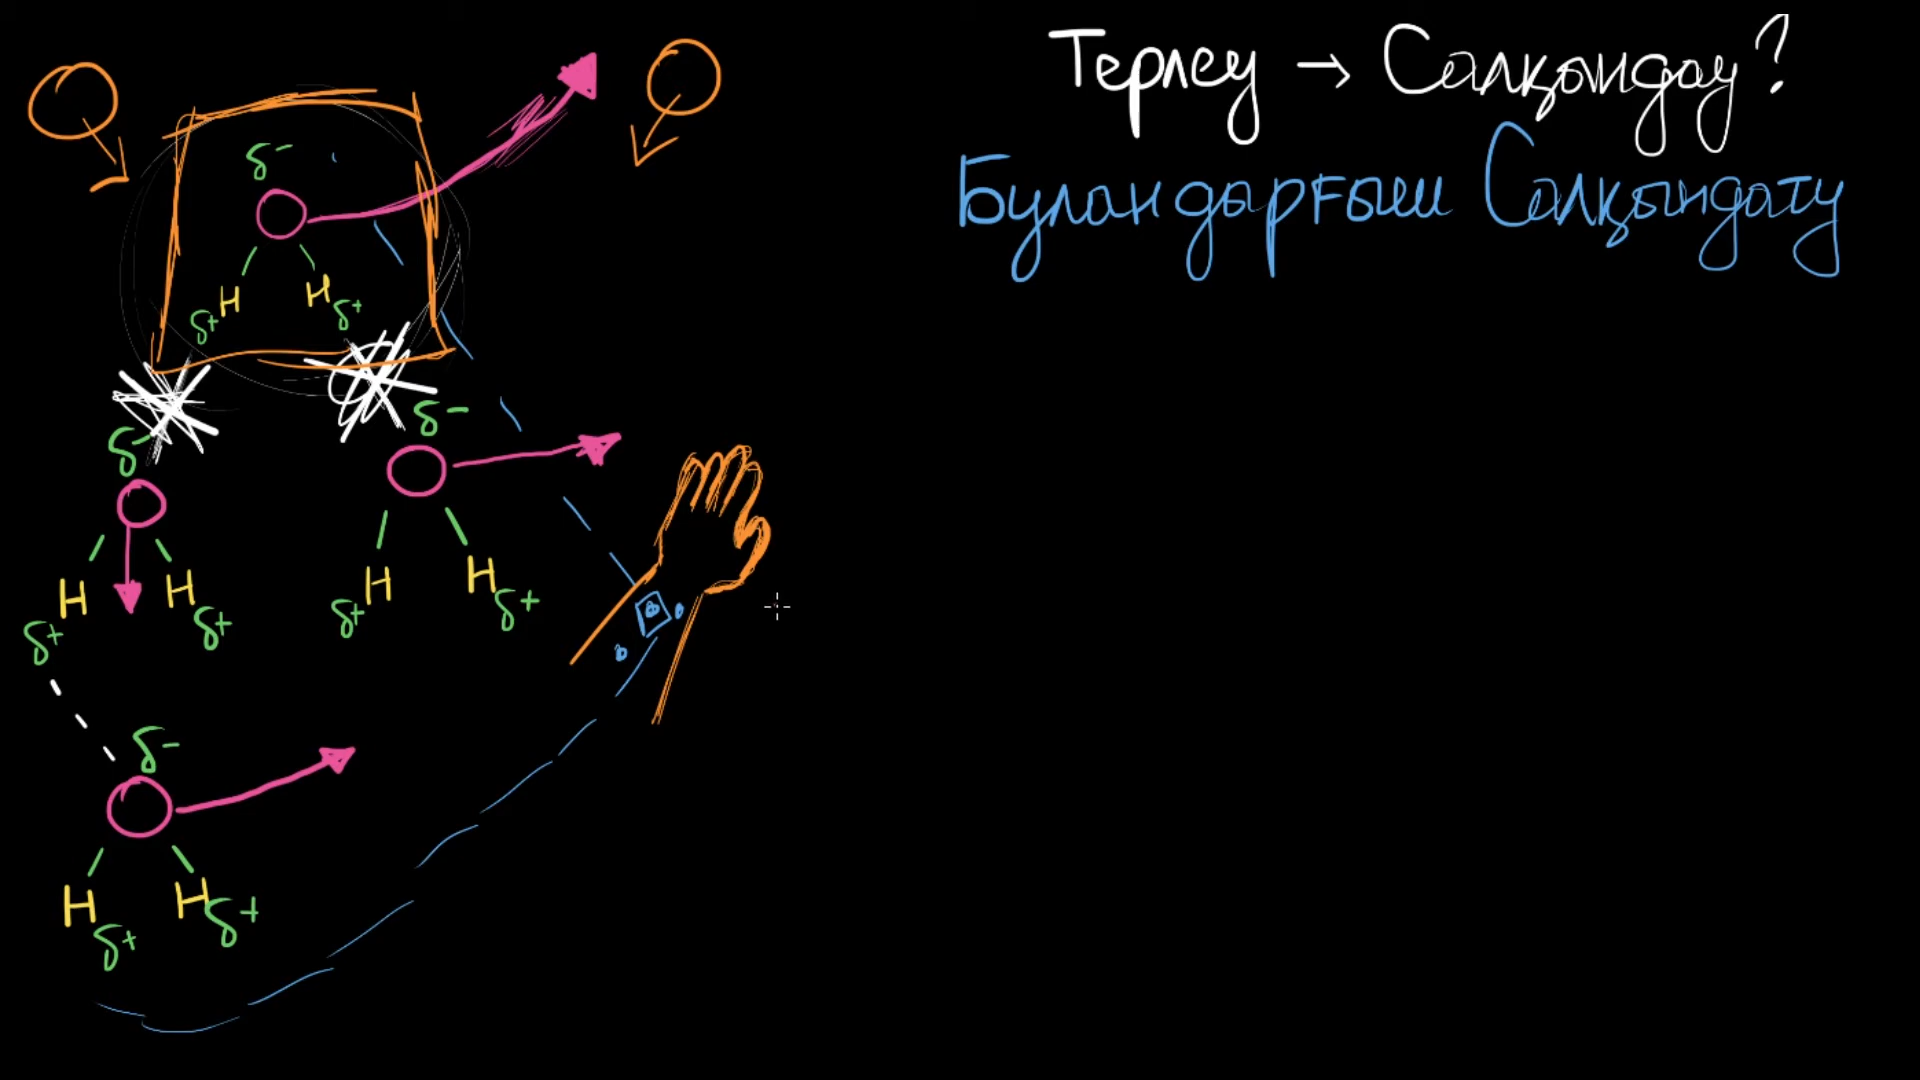 Терлеу → Салқындау?
Буландырғыш Салқындату
δ-
H H
δ+ δ+
δ-
δ-
H H
δ+ δ+
H H
δ+ δ+
δ-
H H
δ+ δ+